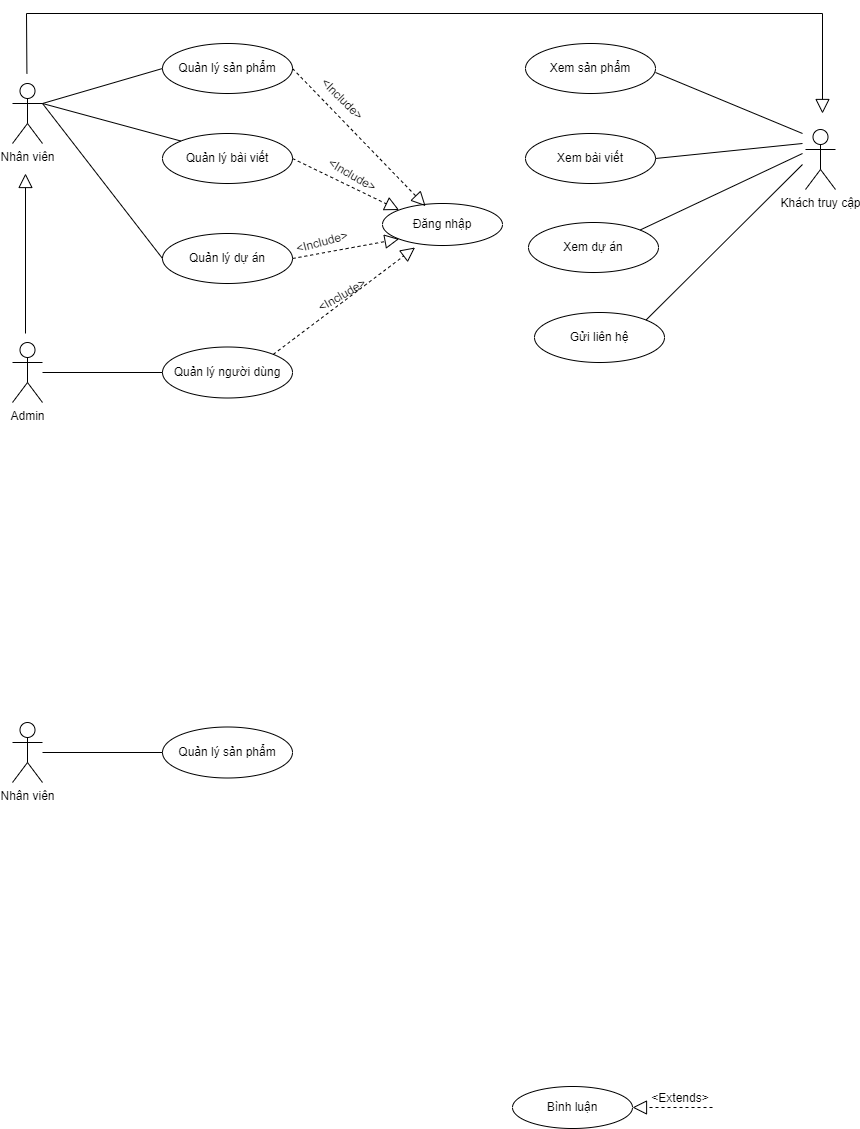 Quản lý sản phẩm
<Include>
Xem sản phẩm
Nhân viên
Quản lý bài viết
<Include>
Xem bài viết
Khách truy cập
Đăng nhập
Quản lý dự án
<Include>
Xem dự án
<Include>
Gửi liên hệ
Quản lý người dùng
Admin
Quản lý sản phẩm
Nhân viên
Bình luận
<Extends>